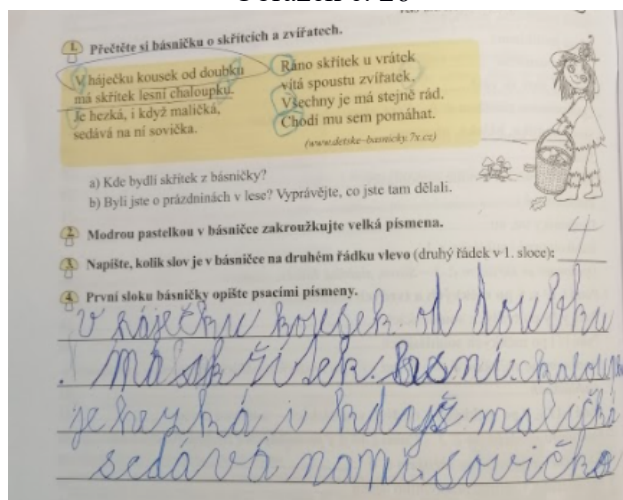 Obrázek č. 20
1. Přečtěte si básničku o skřítcích a zvířatech.
V háječku kousek od doubku
má skřítek lesní chaloupku.
Je hezká, i když maličká,
sedává na ní sovička.
Ráno skřítek u vrátek
vítá spoustu zvířátek,
Všechny je má stejně rád.
Chodí mu sem pomáhat.
(www.detske-basnicky.7x.cz)
a) Kde bydlí skřítek z básničky?
b) Byli jste o prázdninách v lese? Vyprávějte, co jste tam dělali.
2. Modrou pastelkou v básničce zakroužkujte velká písmena.
3. Napište, kolik slov je v básničce na druhém řádku vlevo (druhý řádek v 1. sloce): 4
4. První sloku básničky opište psacími písmeny.
v háječku kousek od doubku
má skřítek lesní chaloupku
je hezká i když maličká
sedává na ní sovička